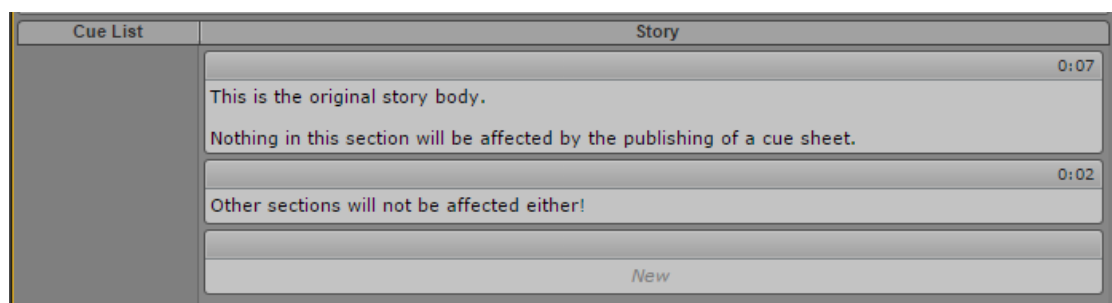 Cue List
Story
0:07
This is the original story body.
Nothing in this section will be affected by the publishing of a cue sheet.
0:02
Other sections will not be affected either!
New